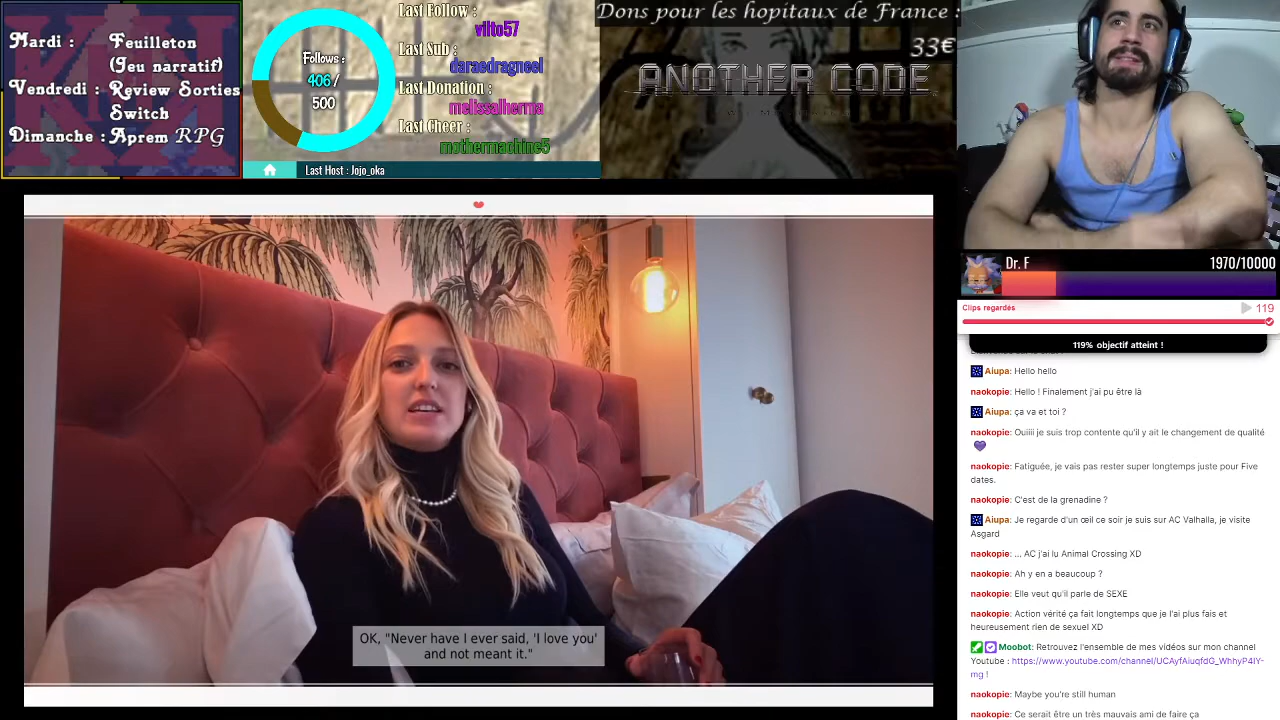 Mardi : Feuilleton
(Jeu narratif)
Vendredi : Review Sorties
Switch
Dimanche : Aprem RPG
Follows :
406 /
500
Last Follow :
vilto57
Last Sub :
daraedragneel
Last Donation :
melissalherma
Last Cheer :
mothermachine5
Last Host : Jojo_oka
Dons pour les hopitaux de France :
33€
ANOTHER CODE
Dr. F 1970/10000
Clips regardés 119
119% objectif atteint !
Aiupa: Hello hello
naokopie: Hello ! Finalement j'ai pu être là
Aiupa: ça va et toi ?
naokopie: Ouiiii je suis trop contente qu'il y ait le changement de qualité
naokopie: Fatiguée, je vais pas rester super longtemps juste pour Five
dates.
naokopie: C'est de la grenadine ?
Aiupa: Je regarde d'un œil ce soir je suis sur AC Valhalla, je visite
Asgard
naokopie: ... AC j'ai lu Animal Crossing XD
naokopie: Ah y en a beaucoup ?
naokopie: Elle veut qu'il parle de SEXE
naokopie: Action vérité ça fait longtemps que je l'ai plus fais et
heureusement rien de sexuel XD
Moobot: Retrouvez l'ensemble de mes vidéos sur mon channel
Youtube : https://www.youtube.com/channel/UCAyfAiuqfdG_WhhyP4IY-
mg !
naokopie: Maybe you're still human
naokopie: Ce serait être un très mauvais ami de faire ça
OK, "Never have I ever said, 'I love you'
and not meant it."